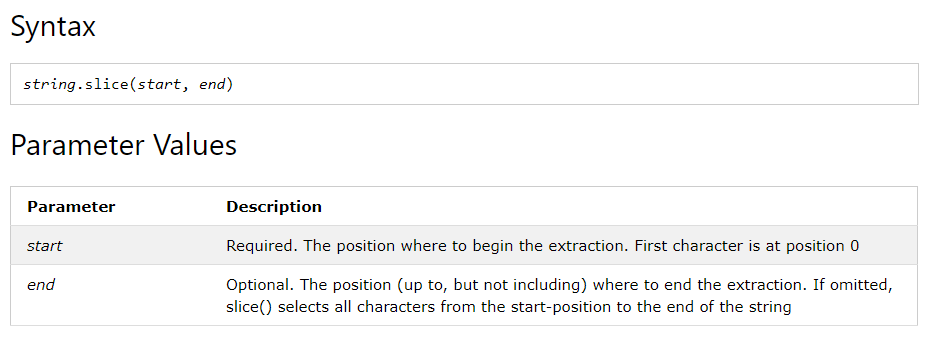 Syntax
string.slice(start, end)
Parameter Values
Parameter Description
start Required. The position where to begin the extraction. First character is at position 0
end Optional. The position (up to, but not including) where to end the extraction. If omitted,
slice() selects all characters from the start-position to the end of the string